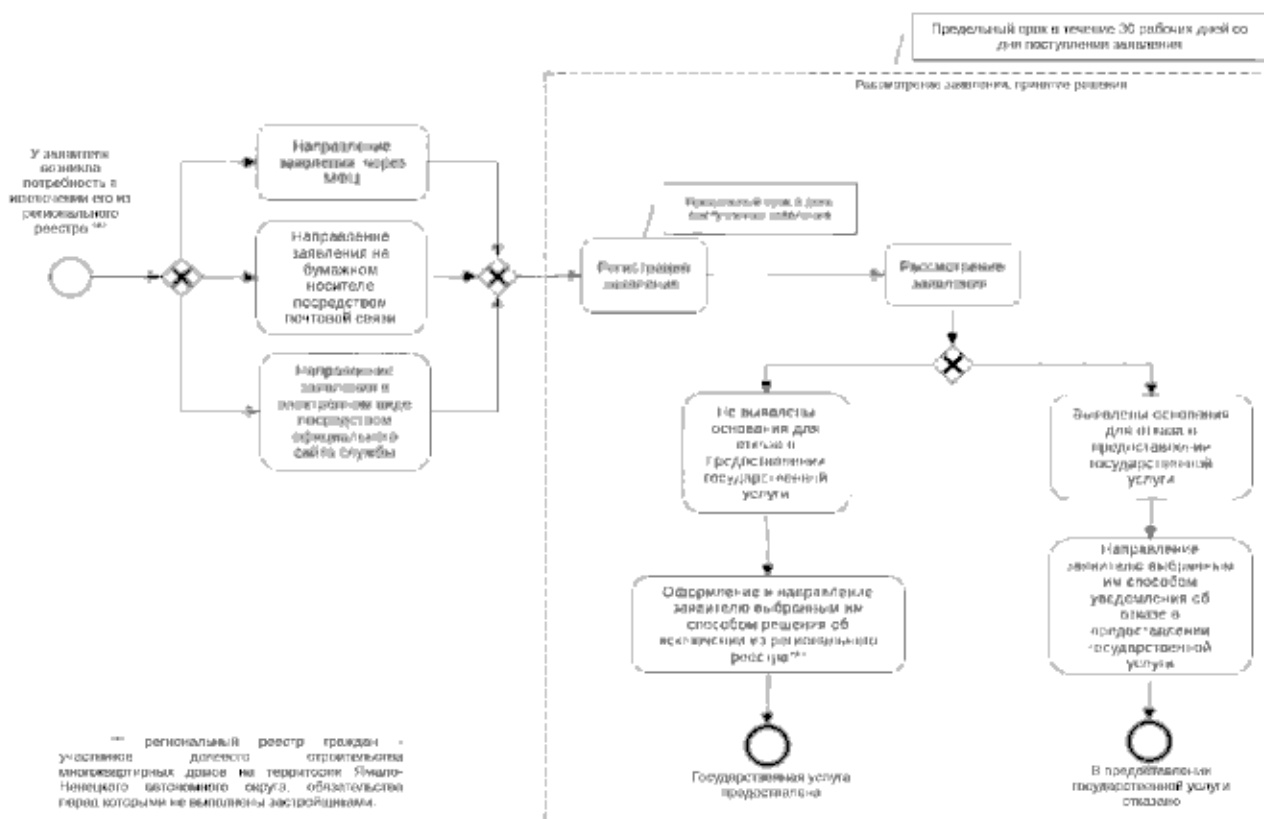 Предельный срок в течение 30 рабочих дней со
дня поступления заявления
Рассмотрение заявления, принятие решения
У заявителя
возникла
потребность в
исключении его из
регионального
реестра ***
Направление
заявления через
МФЦ
Направление
заявления на
бумажном
носителе
посредством
почтовой связи
Направление
заявления в
электронном виде
посредством
официального
сайта службы
Предельный срок в день
поступления заявления
Регистрация
заявления
Рассмотрение
заявления
Не выявлены
основания для
отказа в
предоставлении
государственной
услуги
Выявлены основания
для отказа в
предоставлении
государственной
услуги
Оформление и направление
заявителю выбранным им
способом решения об
исключении из регионального
реестра***
Направление
заявителю выбранным
им способом
уведомления об
отказе в
предоставлении
государственной
услуги
Государственная услуга
предоставлена
В предоставлении
государственной услуги
отказано
*** региональный реестр граждан -
участников долевого строительства
многоквартирных домов на территории Ямало-
Ненецкого автономного округа, обязательства
перед которыми не выполнены застройщиками.